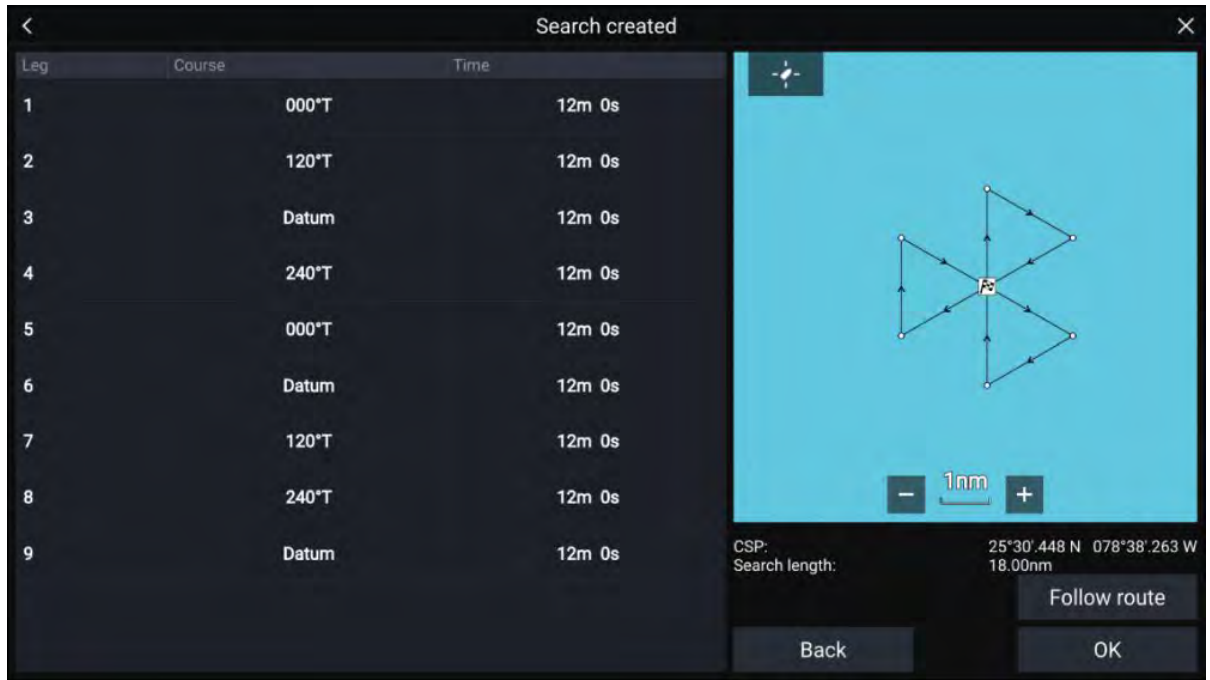 Search created
Leg Course Time
1 000°T 12m 0s
2 120°T 12m 0s
3 Datum 12m 0s
4 240°T 12m 0s
5 000°T 12m 0s
6 Datum 12m 0s
7 120°T 12m 0s
8 240°T 12m 0s
9 Datum 12m 0s
1nm
CSP: 25°30'.448 N 078°38'.263 W
Search length: 18.00nm
Follow route
Back OK